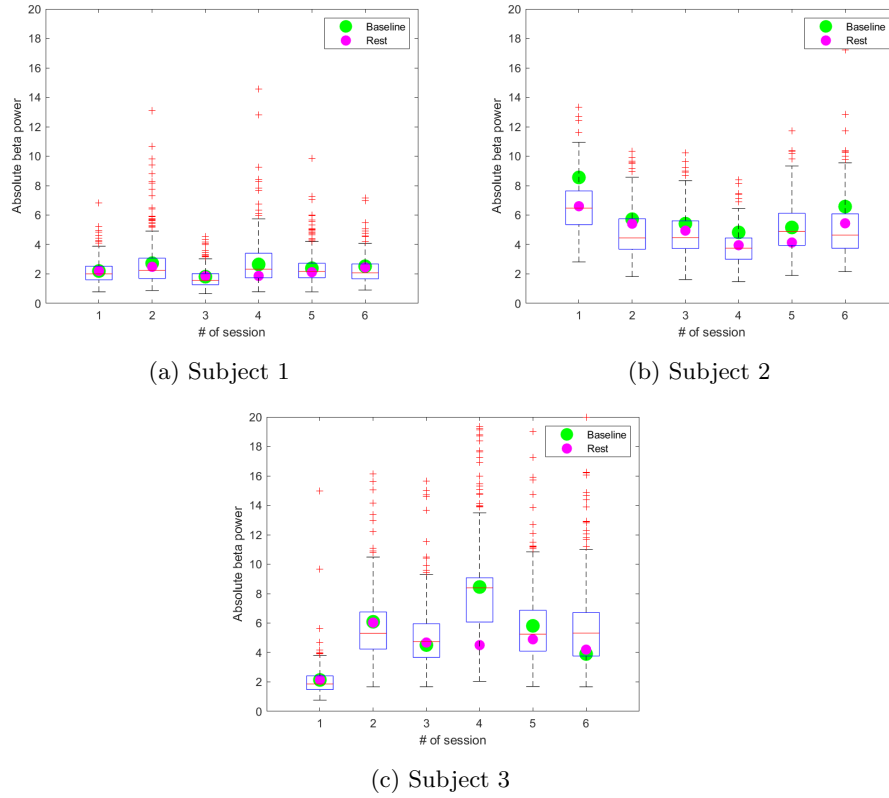 20
18
16
14
12
10
8
6
4
2
0
Absolute beta power
Baseline
Rest
1 2 3 4 5 6
# of session
(a) Subject 1
20
18
16
14
12
10
8
6
4
2
0
Absolute beta power
Baseline
Rest
1 2 3 4 5 6
# of session
(b) Subject 2
20
18
16
14
12
10
8
6
4
2
0
Absolute beta power
Baseline
Rest
1 2 3 4 5 6
# of session
(c) Subject 3